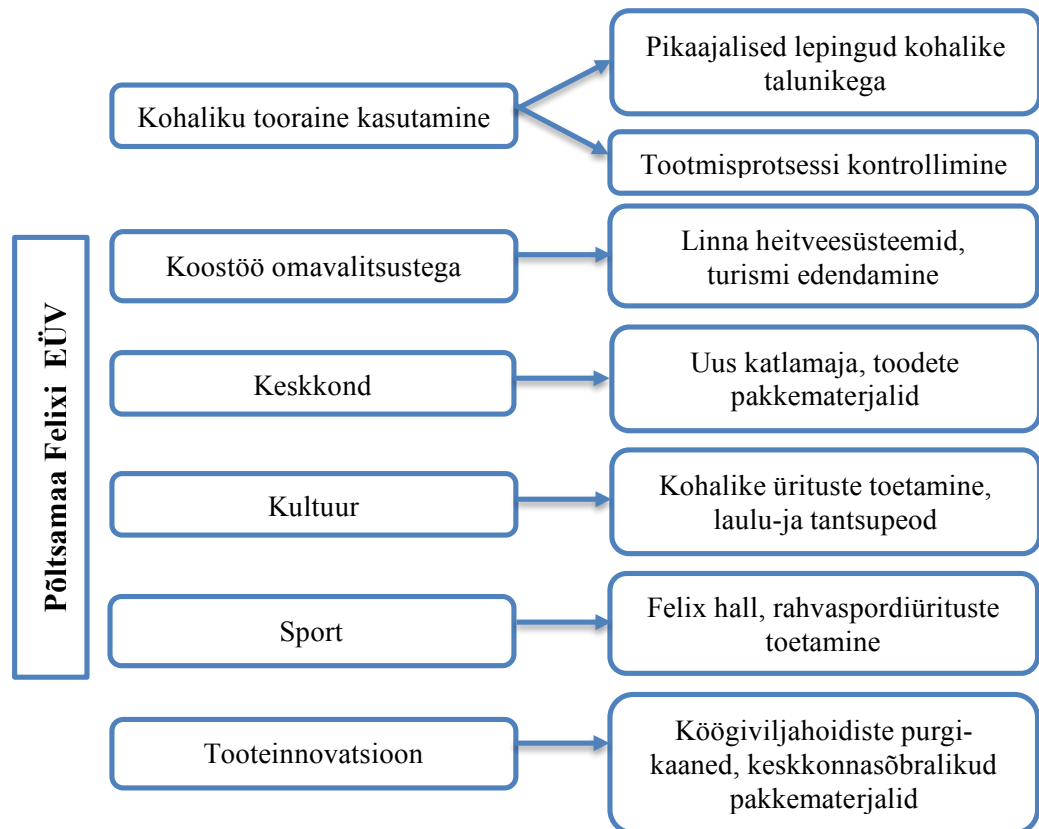 Pikaajalised lepingud kohalike
talunikega
Kohaliku tooraine kasutamine
Tootmisprotsessi kontrollimine
Põltsamaa Felixi EÜV
Koostöö omavalitsustega
Linna heitveesüsteemid,
turismi edendamine
Keskkond
Uus katlamaja, toodete
pakkematerjalid
Kultuur
Kohalike ürituste toetamine,
laulu-ja tantsupeod
Sport
Felix hall, rahvaspordiürituste
toetamine
Tooteinnovatsioon
Köögiviljahoidiste purgi-
kaaned, keskkonnasõbralikud
pakkematerjalid